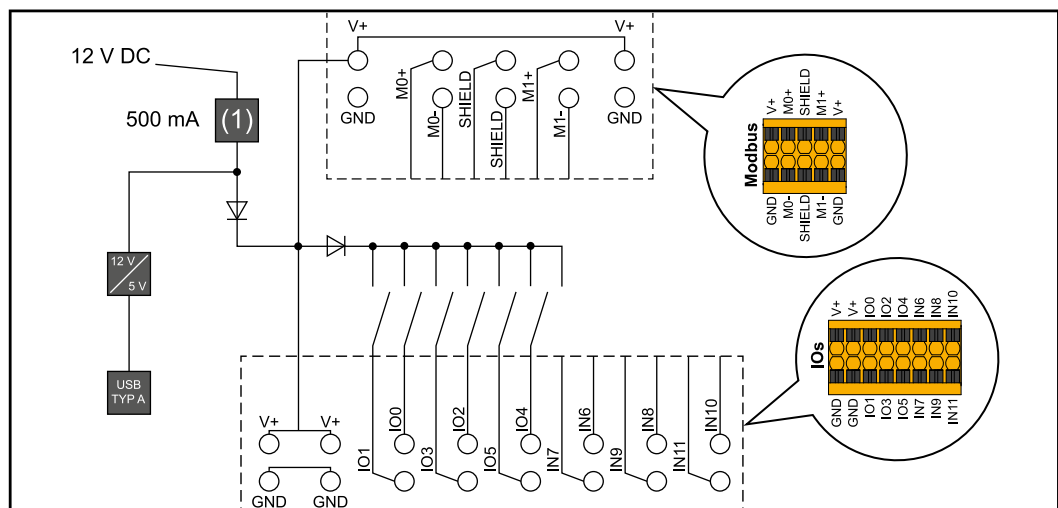 12 V DC
500 mA
(1)
12 V
5 V
USB
TYP A
V+
V+
GND
GND
M0+
M0-
SHIELD
SHIELD
M1+
M1-
Modbus
V+
M0+
SHIELD
M1+
V+
GND
M0-
SHIELD
M1-
GND
V+
V+
GND
GND
IO1
IO0
IO3
IO2
IO5
IO4
IN7
IN6
IN9
IN8
IN11
IN10
IOs
V+
V+
IO0
IO2
IO4
IN6
IN8
IN10
GND
GND
IO1
IO3
IO5
IN7
IN9
IN11